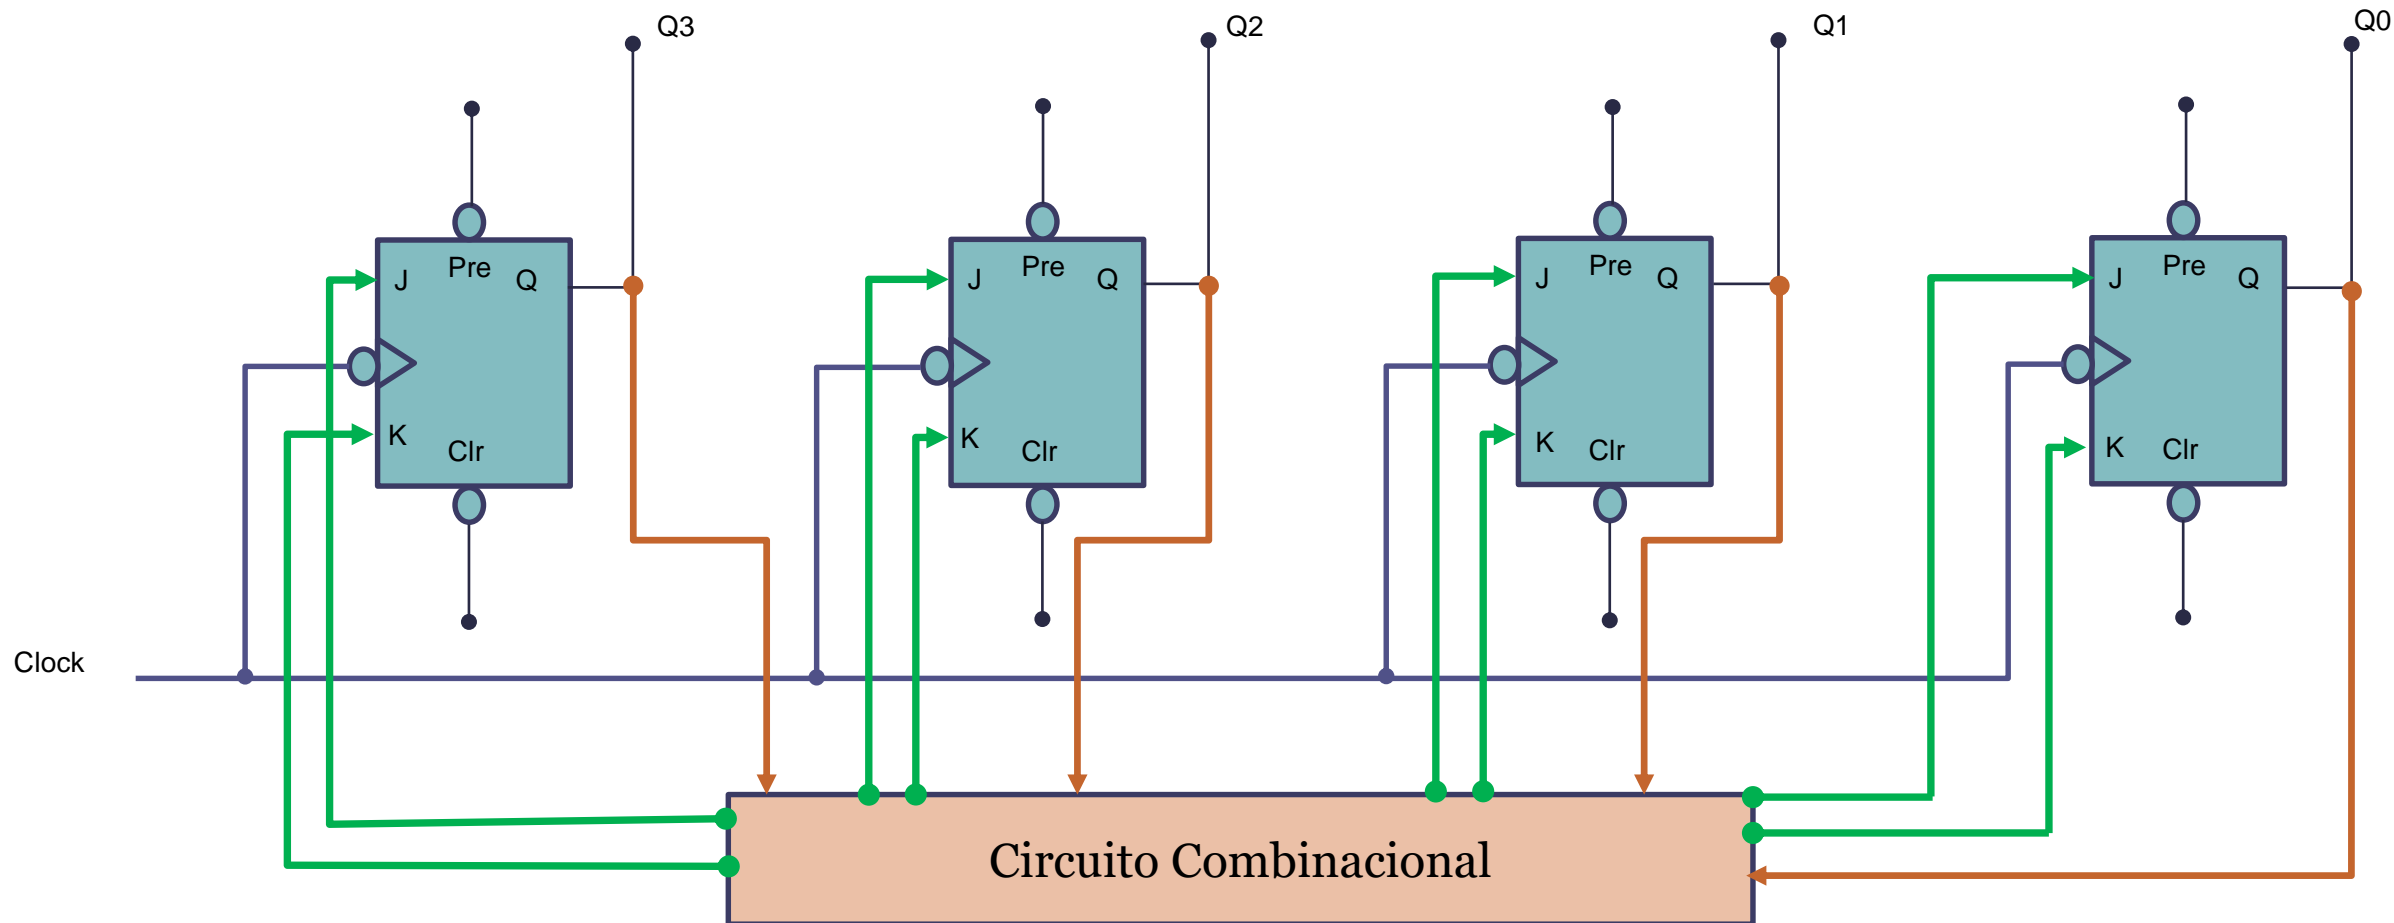 Q3
Q2
Q1
Q0
J
Pre
Q
K
Clr
J
Pre
Q
K
Clr
J
Pre
Q
K
Clr
J
Pre
Q
K
Clr
Clock
Circuito Combinacional